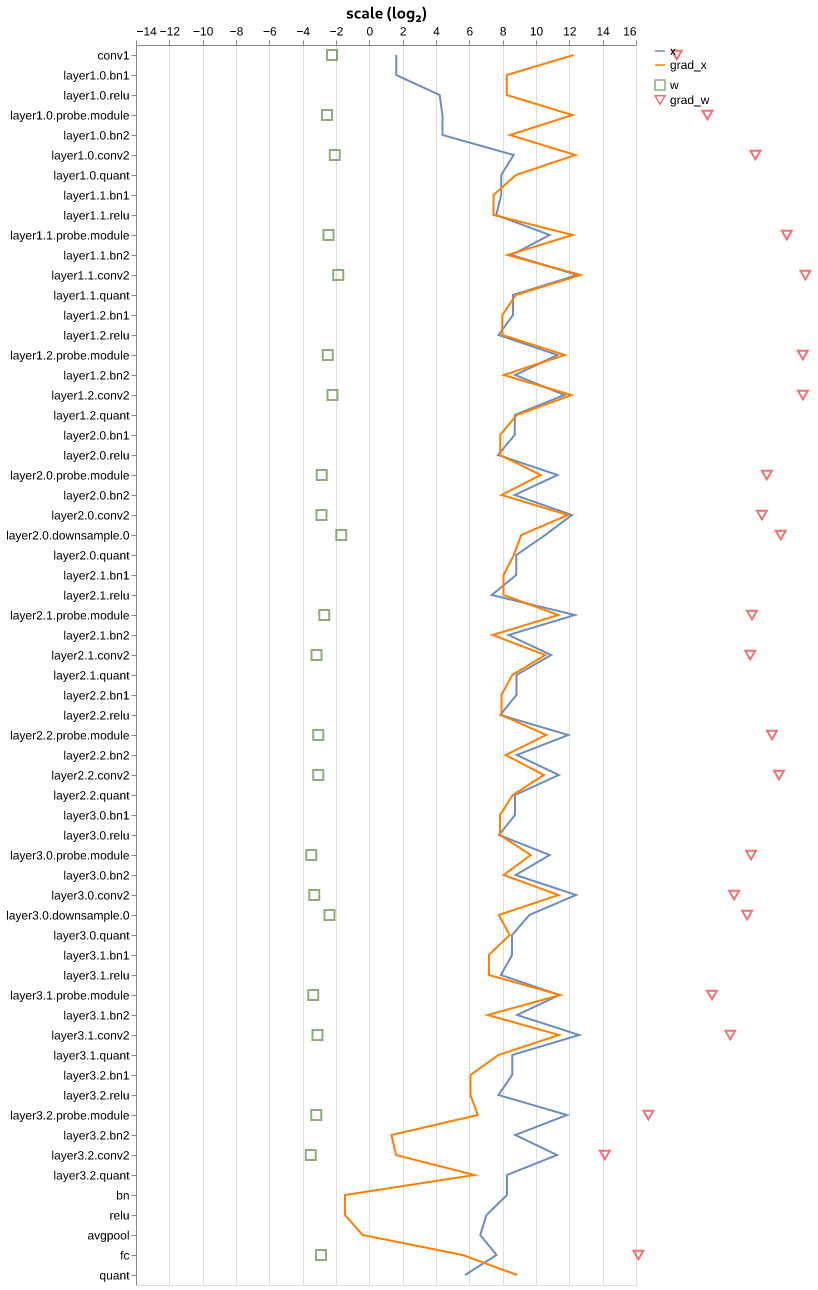 scale (log₂)
−14 −12 −10 −8 −6 −4 −2 0 2 4 6 8 10 12 14 16
conv1
layer1.0.bn1
layer1.0.relu
layer1.0.probe.module
layer1.0.bn2
layer1.0.conv2
layer1.0.quant
layer1.1.bn1
layer1.1.relu
layer1.1.probe.module
layer1.1.bn2
layer1.1.conv2
layer1.1.quant
layer1.2.bn1
layer1.2.relu
layer1.2.probe.module
layer1.2.bn2
layer1.2.conv2
layer1.2.quant
layer2.0.bn1
layer2.0.relu
layer2.0.probe.module
layer2.0.bn2
layer2.0.conv2
layer2.0.downsample.0
layer2.0.quant
layer2.1.bn1
layer2.1.relu
layer2.1.probe.module
layer2.1.bn2
layer2.1.conv2
layer2.1.quant
layer2.2.bn1
layer2.2.relu
layer2.2.probe.module
layer2.2.bn2
layer2.2.conv2
layer2.2.quant
layer3.0.bn1
layer3.0.relu
layer3.0.probe.module
layer3.0.bn2
layer3.0.conv2
layer3.0.downsample.0
layer3.0.quant
layer3.1.bn1
layer3.1.relu
layer3.1.probe.module
layer3.1.bn2
layer3.1.conv2
layer3.1.quant
layer3.2.bn1
layer3.2.relu
layer3.2.probe.module
layer3.2.bn2
layer3.2.conv2
layer3.2.quant
bn
relu
avgpool
fc
quant
x
grad_x
w
grad_w